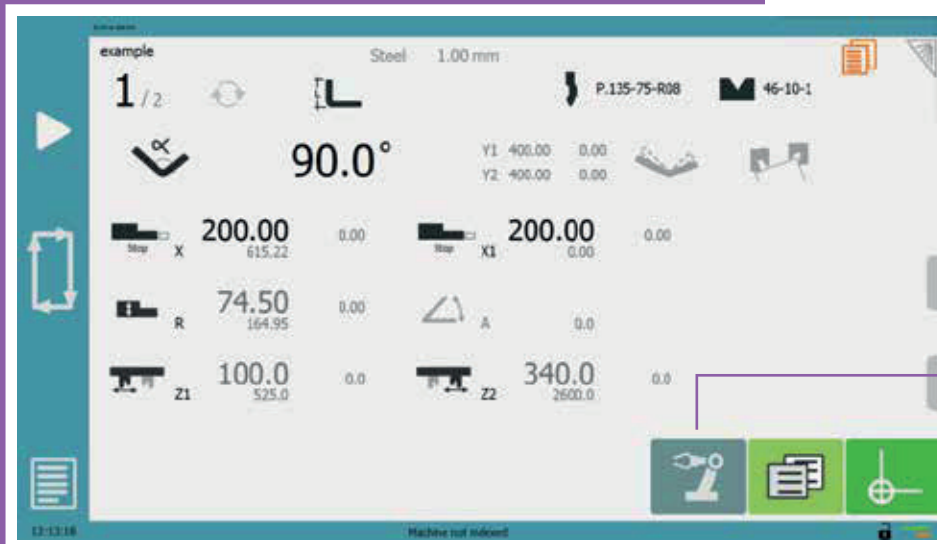 example
Steel 1.00 mm
1 / 2
P.135-75-R08 46-10-1
α 90.0°
Y1 400.00 0.00
Y2 400.00 0.00
Stop X 200.00 0.00
615.22
Stop X1 200.00 0.00
0.00
R 74.50 0.00
164.95
A 0.0
Z1 100.0 0.0
525.0
Z2 340.0 0.0
2600.0
12:13:18 Machine not indexed!